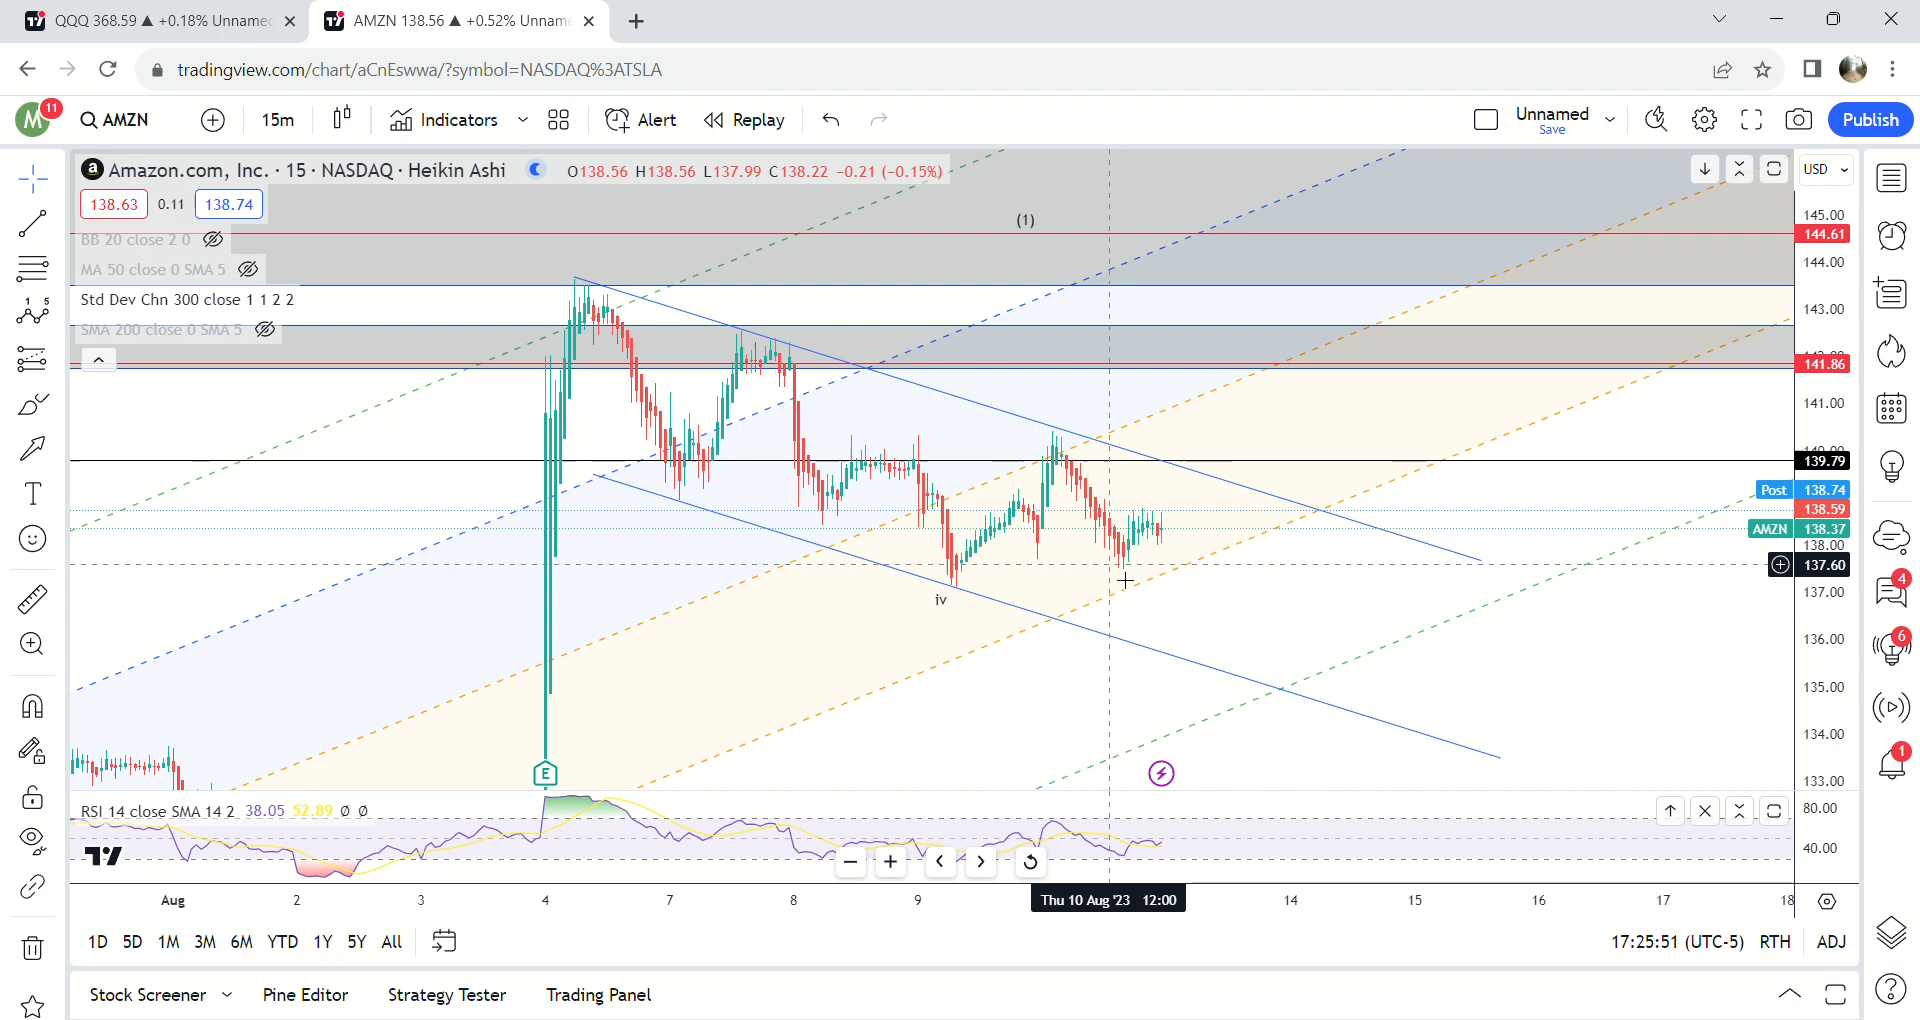 QQQ 368.59 ▲ +0.18% Unname
AMZN 138.56 ▲ +0.52% Unnam
tradingview.com/chart/aCnEswwa/?symbol=NASDAQ%3ATSLA
M
11
AMZN
15m
Indicators
Alert
Replay
Unnamed
Save
Publish
a Amazon.com, Inc. · 15 · NASDAQ · Heikin Ashi
O138.56 H138.56 L137.99 C138.22 −0.21 (−0.15%)
138.63 0.11 138.74
BB 20 close 2 0
MA 50 close 0 SMA 5
Std Dev Chn 300 close 1 1 2 2
SMA 200 close 0 SMA 5
(1)
iv
E
USD
145.00
144.61
144.00
143.00
141.86
141.00
139.79
Post 138.74
138.59
AMZN 138.37
138.00
137.60
137.00
136.00
135.00
134.00
133.00
RSI 14 close SMA 14 2 38.05 52.89 Ø Ø
80.00
40.00
Aug 2 3 4 7 8 9 Thu 10 Aug '23 12:00 14 15 16 17 18
1D 5D 1M 3M 6M YTD 1Y 5Y All
17:25:51 (UTC-5) RTH ADJ
Stock Screener Pine Editor Strategy Tester Trading Panel
1 5
T
4
6
1